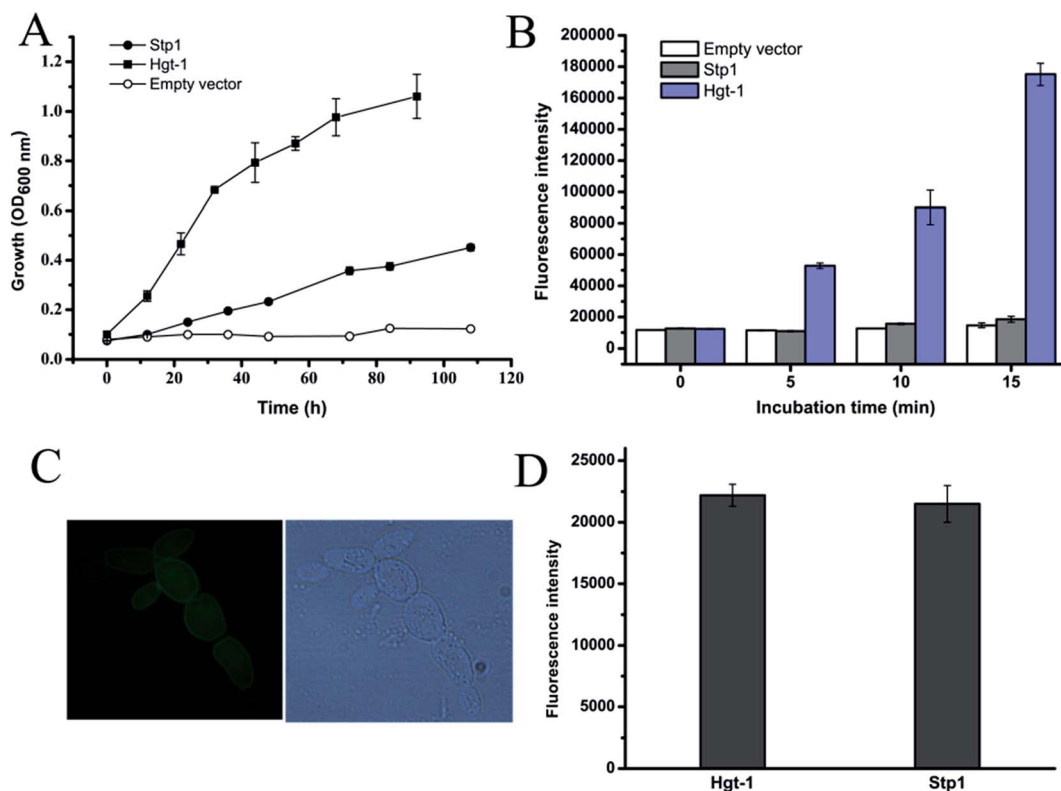 A
Stp1
Hgt-1
Empty vector
Growth (OD600 nm)
1.2
1.0
0.8
0.6
0.4
0.2
0.0
0 20 40 60 80 100 120
Time (h)
B
Empty vector
Stp1
Hgt-1
Fluorescence intensity
200000
180000
160000
140000
120000
100000
80000
60000
40000
20000
0
0 5 10 15
Incubation time (min)
C
D
Fluorescence intensity
25000
20000
15000
10000
5000
0
Hgt-1 Stp1